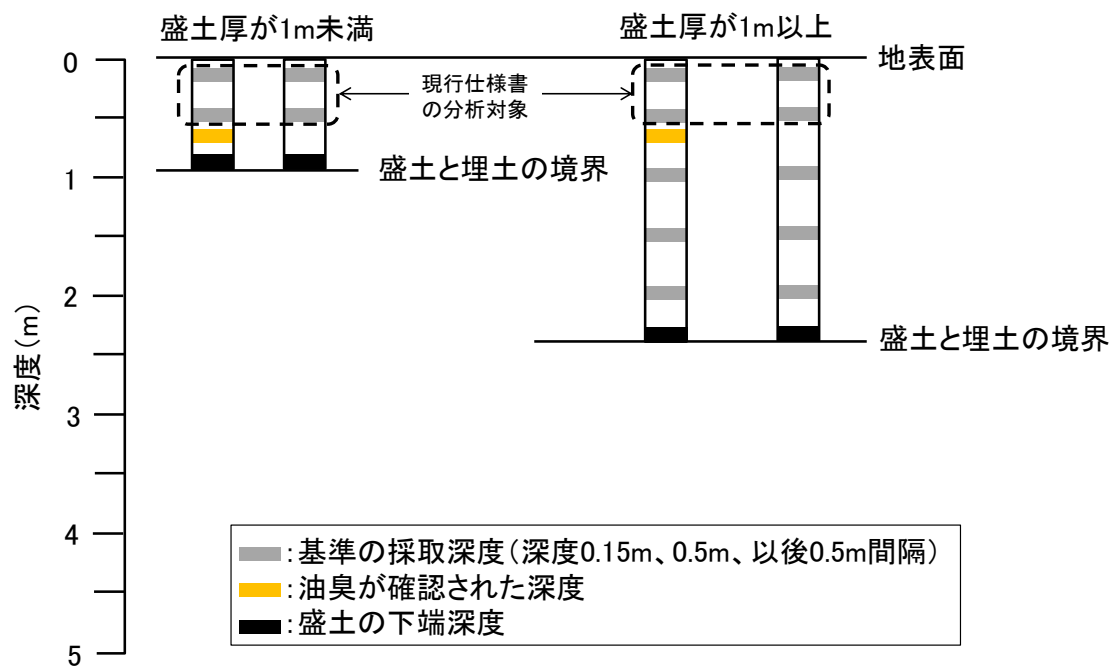 盛土厚が1m未満
盛土厚が1m以上
地表面
現行仕様書
の分析対象
盛土と埋土の境界
盛土と埋土の境界
深度(m)
0
1
2
3
4
5
:基準の採取深度(深度0.15m、0.5m、以後0.5m間隔)
:油臭が確認された深度
:盛土の下端深度